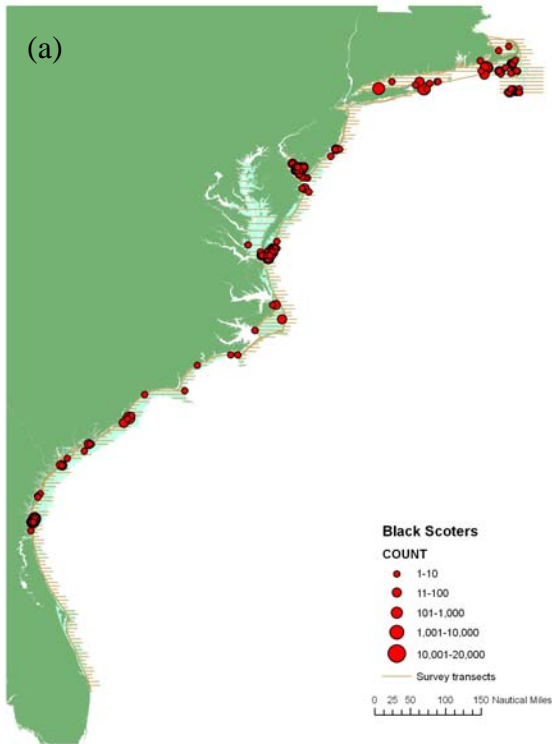 (a)
Black Scoters
COUNT
1-10
11-100
101-1,000
1,001-10,000
10,001-20,000
Survey transects
0 25 50 100 150 Nautical Miles